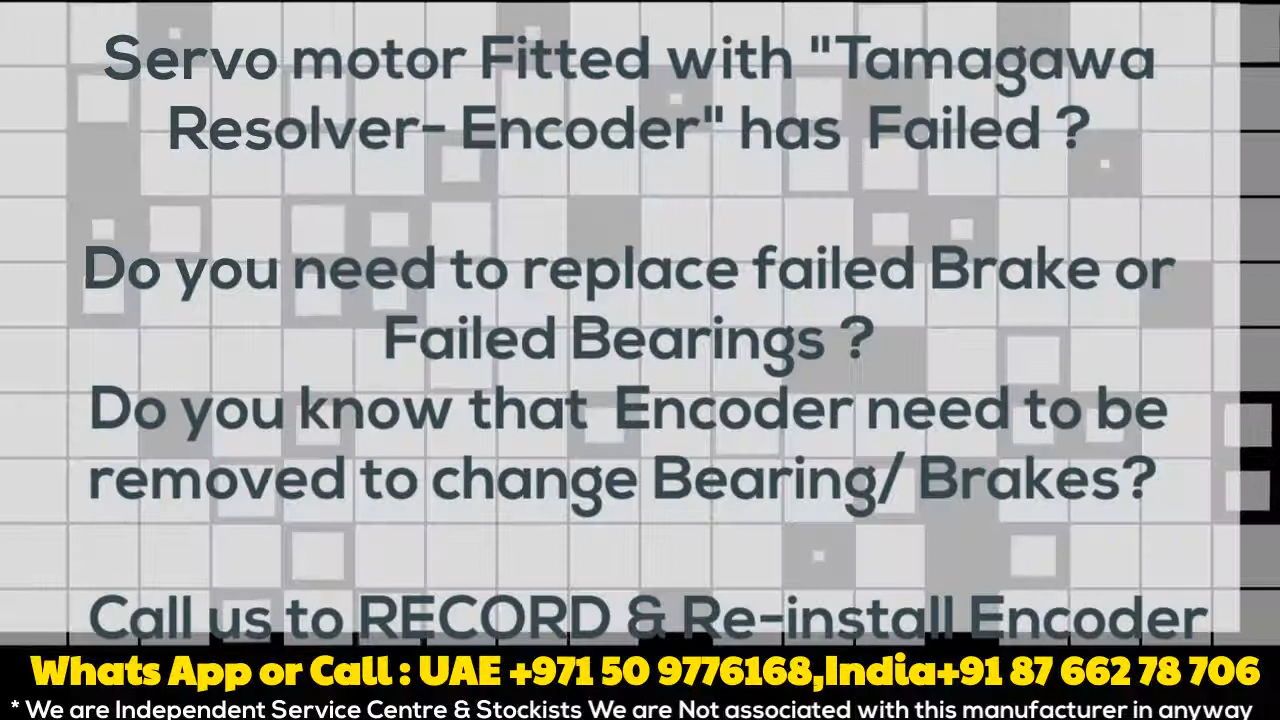 Servo motor Fitted with "Tamagawa
Resolver- Encoder" has Failed ?
Do you need to replace failed Brake or
Failed Bearings ?
Do you know that Encoder need to be
removed to change Bearing/ Brakes?
Call us to RECORD & Re-install Encoder
Whats App or Call : UAE +971 50 9776168,India+91 87 662 78 706
* We are Independent Service Centre & Stockists We are Not associated with this manufacturer in anyway